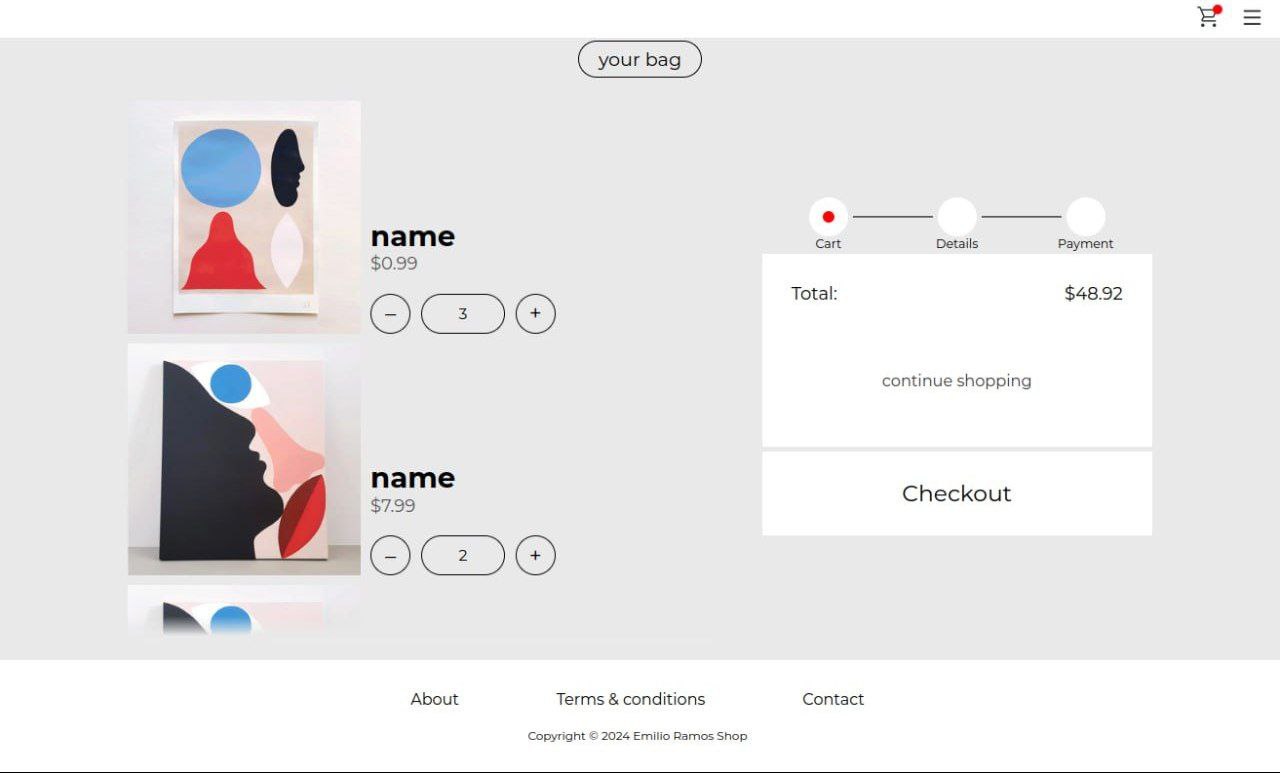 your bag
name
$0.99
– 3 +
name
$7.99
– 2 +
Cart Details Payment
Total: $48.92
continue shopping
Checkout
About Terms & conditions Contact
Copyright © 2024 Emilio Ramos Shop